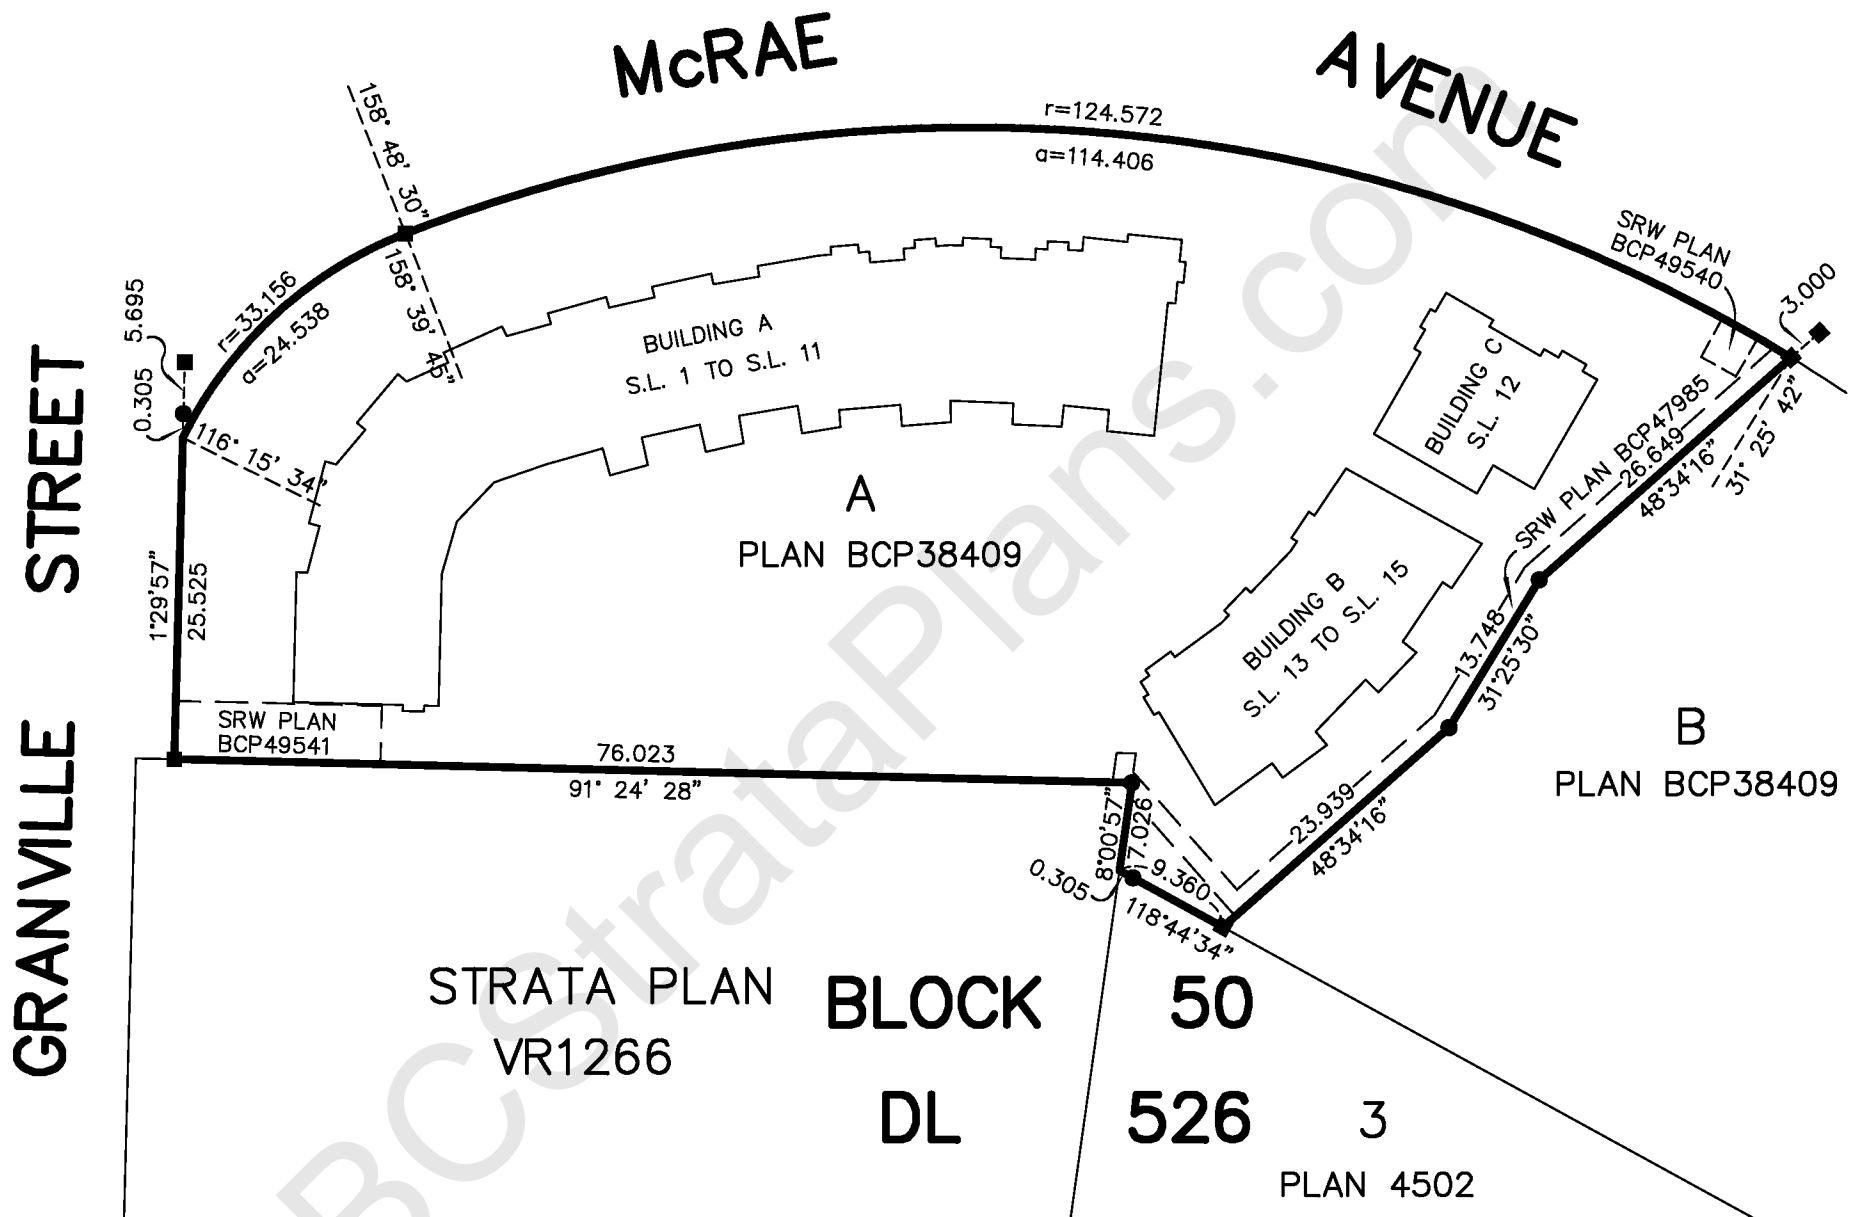 McRAE AVENUE
r=124.572
a=114.406
158° 48' 30"
158° 39' 45"
r=33.156
a=24.538
5.695
0.305
116° 15' 34"
SRW PLAN
BCP49540
3.000
BUILDING A
S.L. 1 TO S.L. 11
BUILDING C
S.L. 12
SRW PLAN BCP47985
26.649
48°34'16"
31° 25' 42"
A
PLAN BCP38409
GRANVILLE STREET
1°29'57"
25.525
BUILDING B
S.L. 13 TO S.L. 15
13.748
31°25'30"
SRW PLAN
BCP49541
76.023
91° 24' 28"
B
PLAN BCP38409
8°00'57"
7.026
0.305
9.360
118°44'34"
23.939
48°34'16"
STRATA PLAN
VR1266
BLOCK 50
DL 526
3
PLAN 4502
BCStrataPlans.com